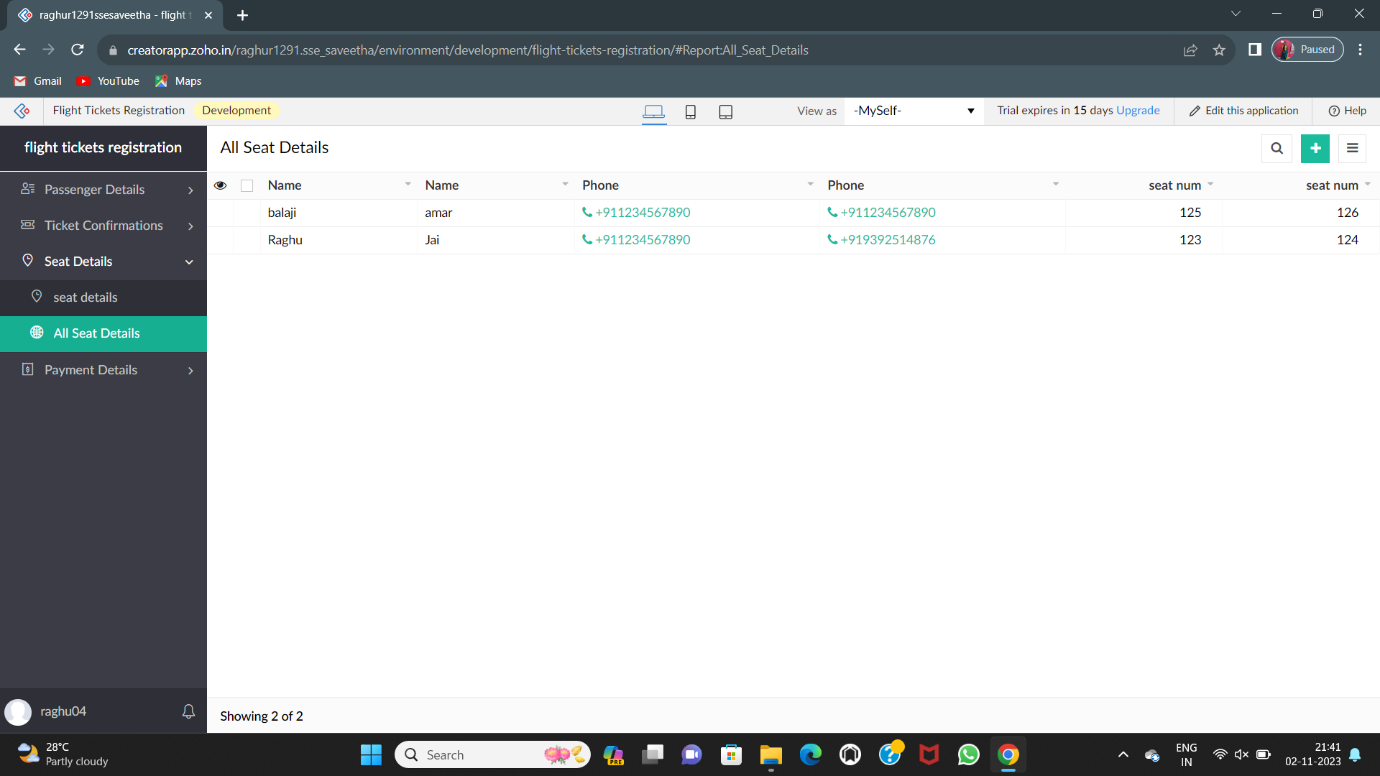 raghur1291ssesaveetha - flight t
creatorapp.zoho.in/raghur1291.sse_saveetha/environment/development/flight-tickets-registration/#Report:All_Seat_Details
Paused
Gmail YouTube Maps
Flight Tickets Registration Development View as -MySelf- Trial expires in 15 days Upgrade Edit this application Help
flight tickets registration
Passenger Details
Ticket Confirmations
Seat Details
seat details
All Seat Details
Payment Details
raghu04
All Seat Details
Name Name Phone Phone seat num seat num
balaji amar +911234567890 +911234567890 125 126
Raghu Jai +911234567890 +919392514876 123 124
Showing 2 of 2
28°C
Partly cloudy
Search
PRE
ENG
IN
21:41
02-11-2023